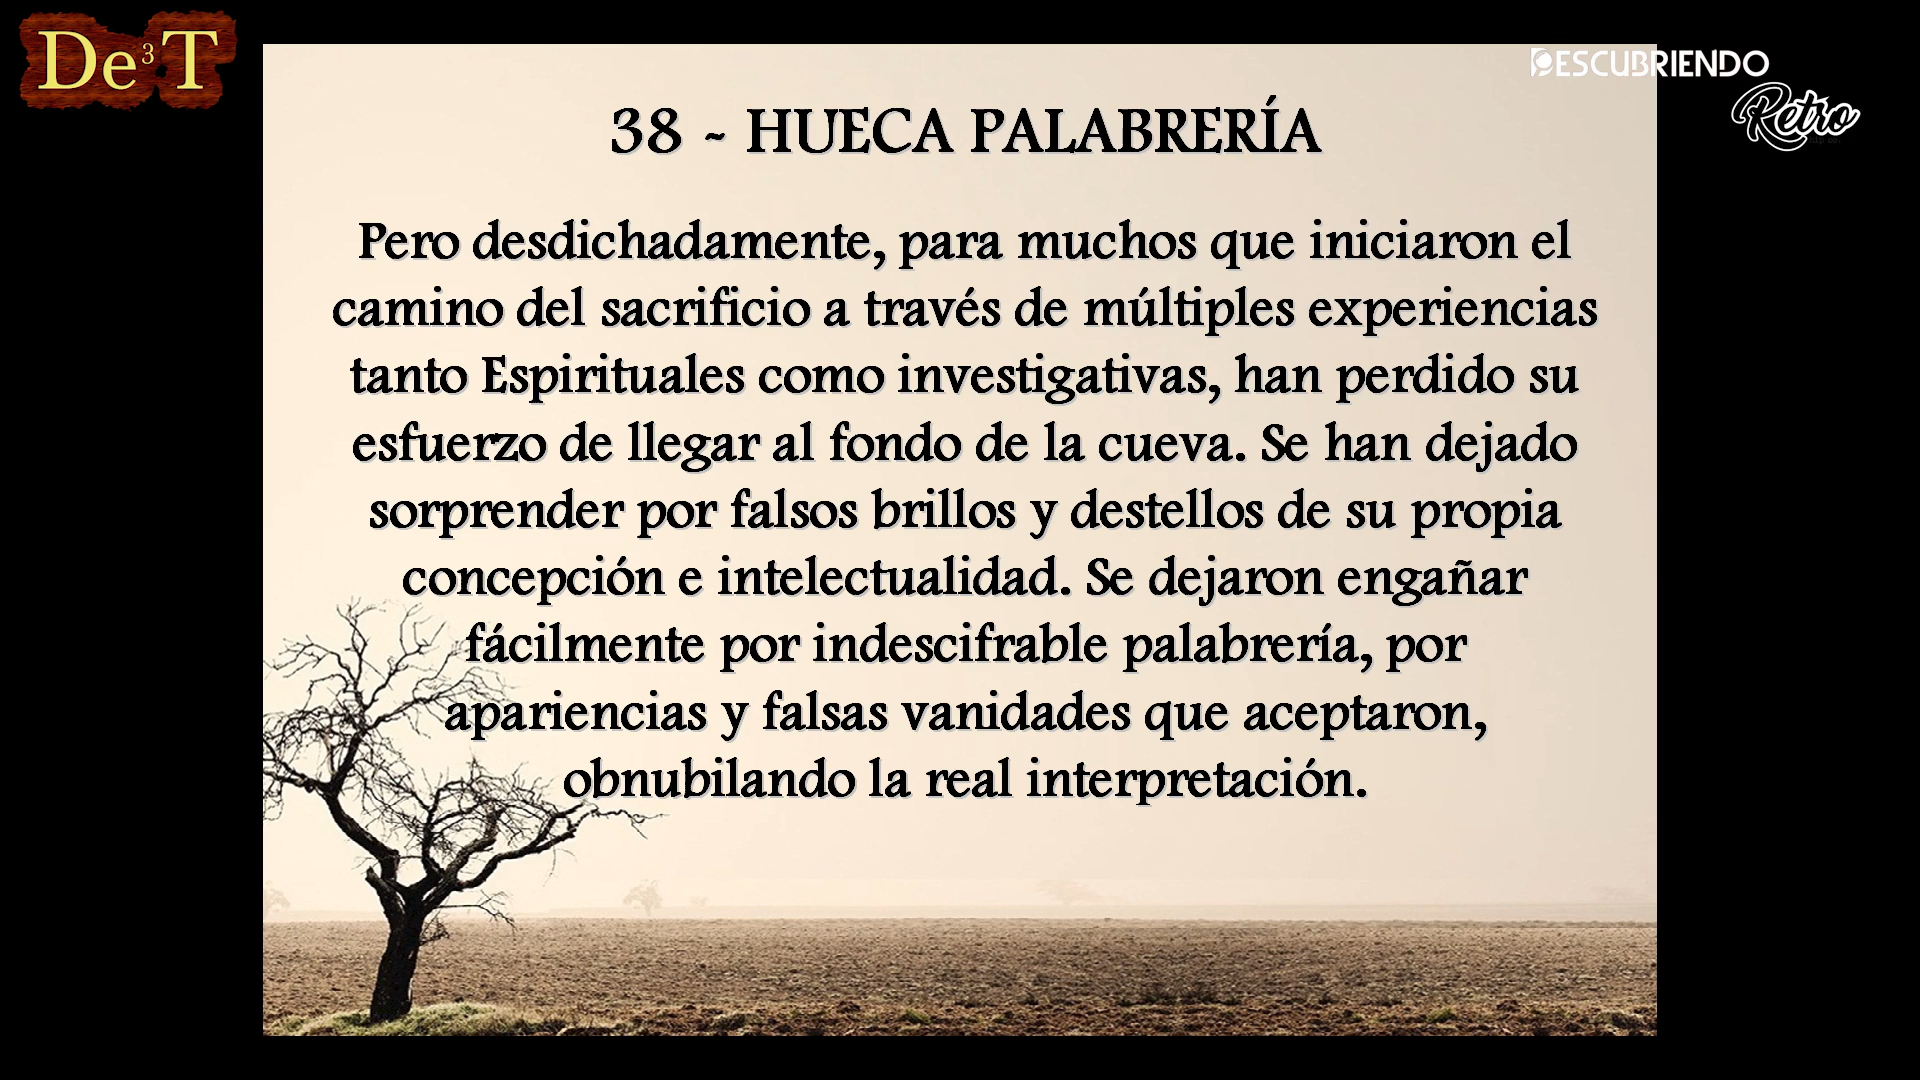 De³T
DESCUBRIENDO
Retro
38 - HUECA PALABRERÍA
Pero desdichadamente, para muchos que iniciaron el
camino del sacrificio a través de múltiples experiencias
tanto Espirituales como investigativas, han perdido su
esfuerzo de llegar al fondo de la cueva. Se han dejado
sorprender por falsos brillos y destellos de su propia
concepción e intelectualidad. Se dejaron engañar
fácilmente por indescifrable palabrería, por
apariencias y falsas vanidades que aceptaron,
obnubilando la real interpretación.